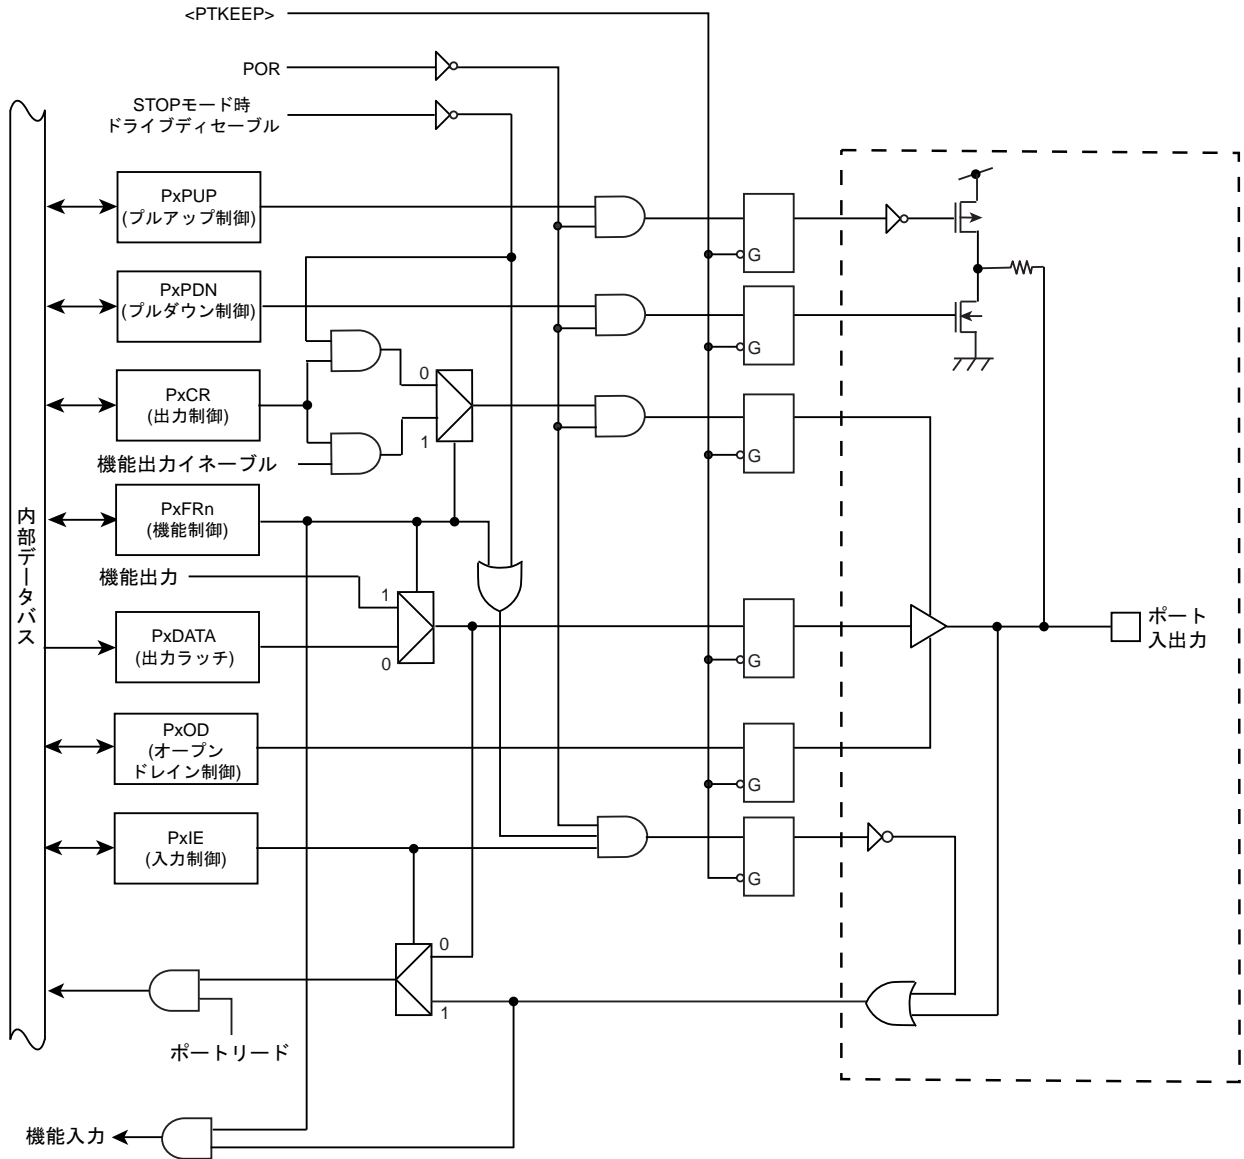 <PTKEEP>
POR
STOPモード時
ドライブディセーブル
PxPUP
(プルアップ制御)
G
PxPDN
(プルダウン制御)
G
PxCR
(出力制御)
0
1
G
機能出力イネーブル
PxFRn
(機能制御)
内部データバス
機能出力
1
0
PxDATA
(出力ラッチ)
G
ポート
入出力
PxOD
(オープン
ドレイン制御)
G
PxIE
(入力制御)
G
0
1
ポートリード
機能入力